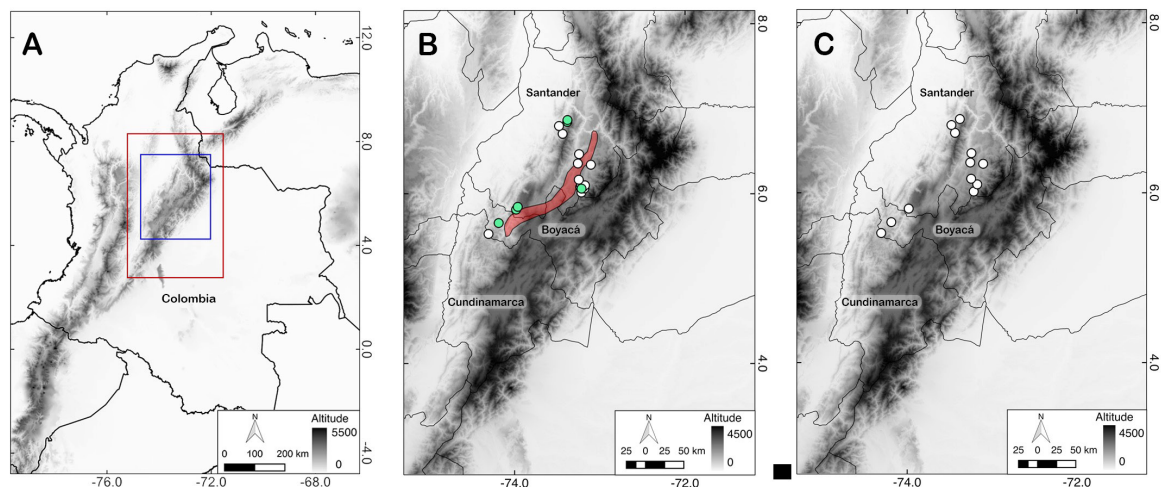 A
12.0
8.0
4.0
0.0
-4.0
Colombia
N
0 100 200 km
Altitude
5500
0
-76.0 -72.0 -68.0
B
8.0
6.0
4.0
Santander
Boyacá
Cundinamarca
N
25 0 25 50 km
Altitude
4500
0
-74.0 -72.0
C
8.0
6.0
4.0
Santander
Boyacá
Cundinamarca
N
25 0 25 50 km
Altitude
4500
0
-74.0 -72.0